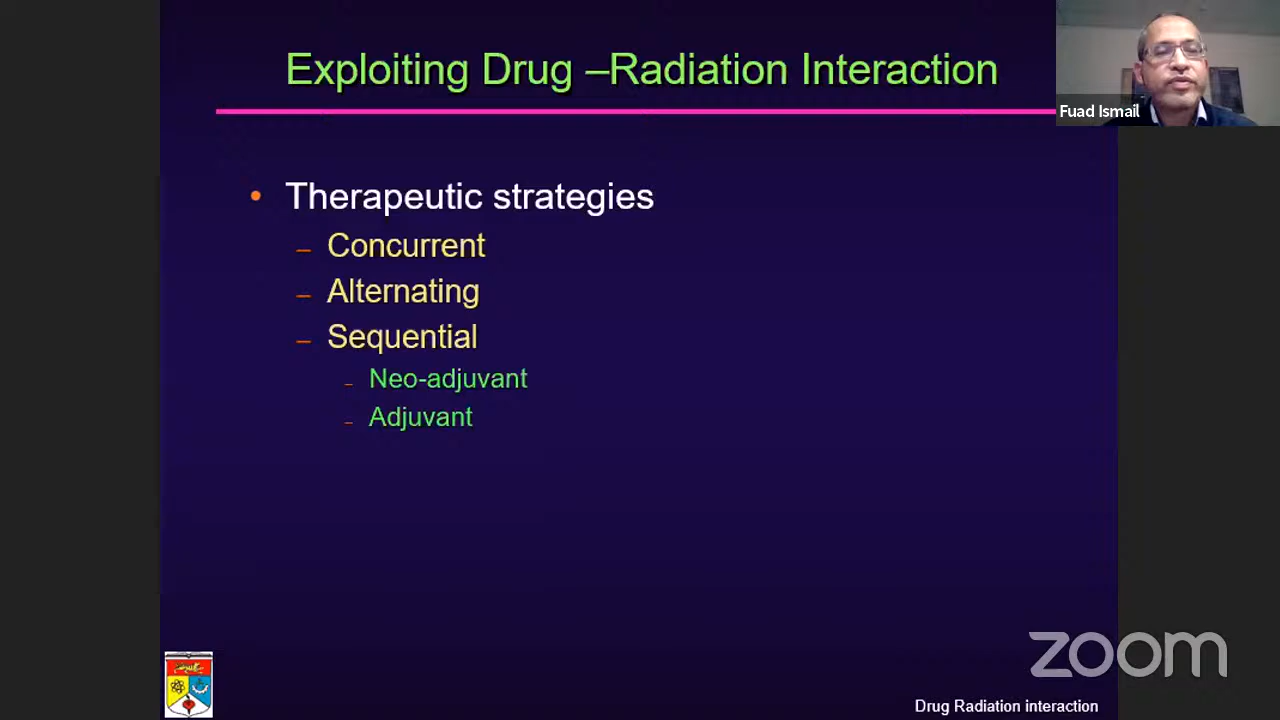 Exploiting Drug –Radiation Interaction
Fuad Ismail
• Therapeutic strategies
– Concurrent
– Alternating
– Sequential
– Neo-adjuvant
– Adjuvant
zoom
Drug Radiation interaction